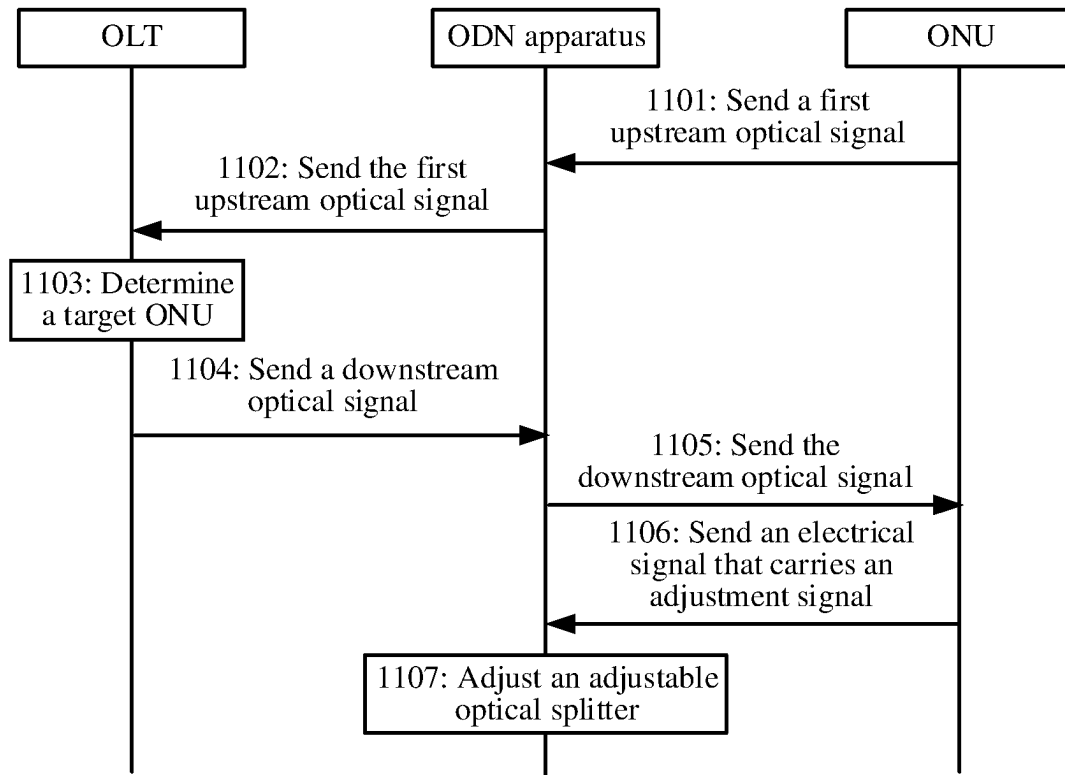 OLT
ODN apparatus
ONU
1101: Send a first
upstream optical signal
1102: Send the first
upstream optical signal
1103: Determine
a target ONU
1104: Send a downstream
optical signal
1105: Send the
downstream optical signal
1106: Send an electrical
signal that carries an
adjustment signal
1107: Adjust an adjustable
optical splitter